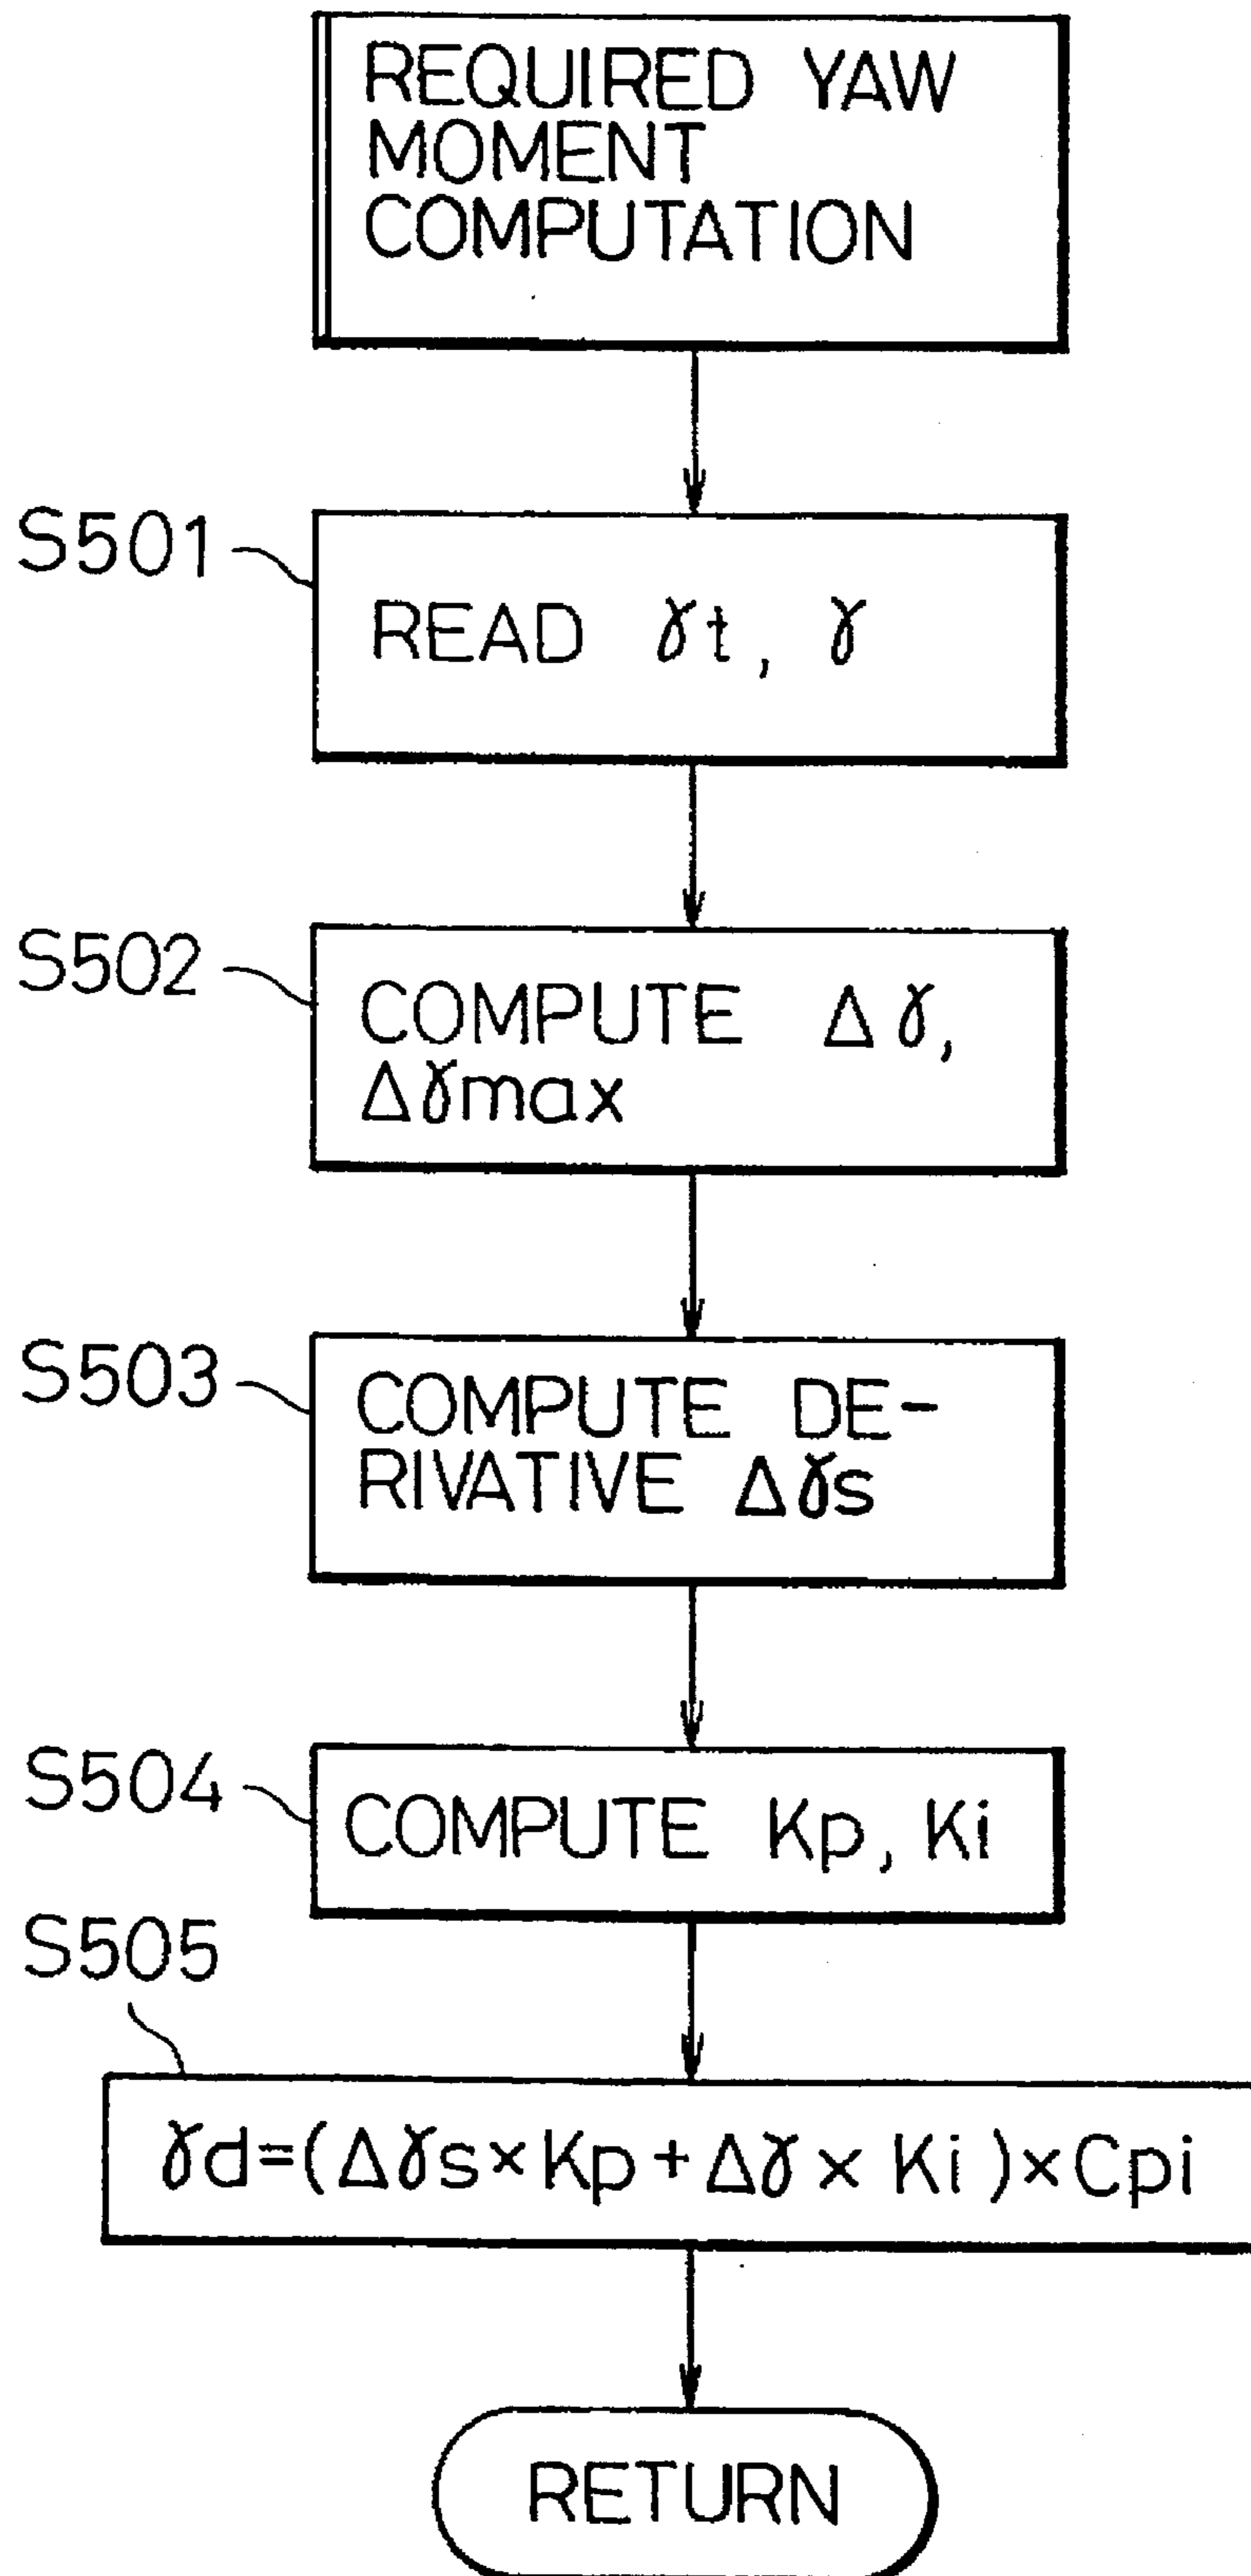 REQUIRED YAW
MOMENT
COMPUTATION
S501
READ γt, γ
S502
COMPUTE Δγ,
Δγmax
S503
COMPUTE DE-
RIVATIVE Δγs
S504
COMPUTE Kp, Ki
S505
γd=(Δγs×Kp+Δγ×Ki)×Cpi
RETURN